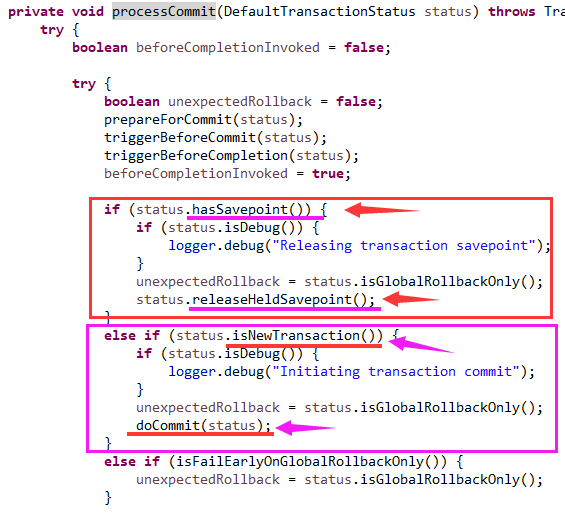 private void processCommit(DefaultTransactionStatus status) throws Tra
try {
boolean beforeCompletionInvoked = false;
try {
boolean unexpectedRollback = false;
prepareForCommit(status);
triggerBeforeCommit(status);
triggerBeforeCompletion(status);
beforeCompletionInvoked = true;
if (status.hasSavepoint()) {
if (status.isDebug()) {
logger.debug("Releasing transaction savepoint");
}
unexpectedRollback = status.isGlobalRollbackOnly();
status.releaseHeldSavepoint();
}
else if (status.isNewTransaction()) {
if (status.isDebug()) {
logger.debug("Initiating transaction commit");
}
unexpectedRollback = status.isGlobalRollbackOnly();
doCommit(status);
}
else if (isFailEarlyOnGlobalRollbackOnly()) {
unexpectedRollback = status.isGlobalRollbackOnly();
}